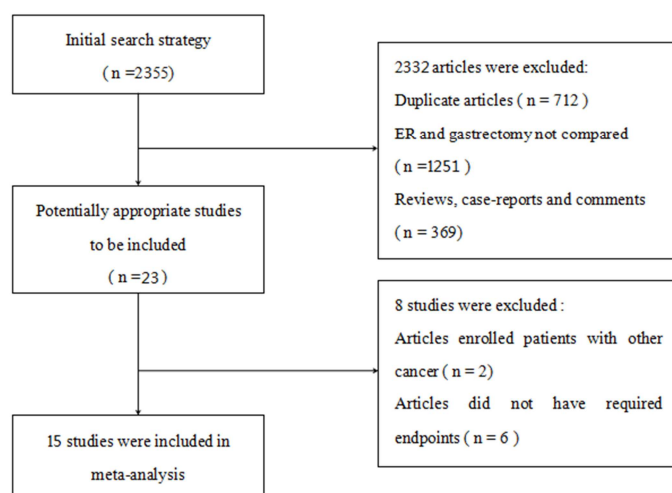 Initial search strategy
( n =2355)
2332 articles were excluded:
Duplicate articles ( n = 712 )
ER and gastrectomy not compared
(n =1251 )
Reviews, case-reports and comments
(n = 369)
Potentially appropriate studies
to be included
( n =23 )
8 studies were excluded :
Articles enrolled patients with other
cancer ( n = 2)
Articles did not have required
endpoints ( n = 6 )
15 studies were included in
meta-analysis